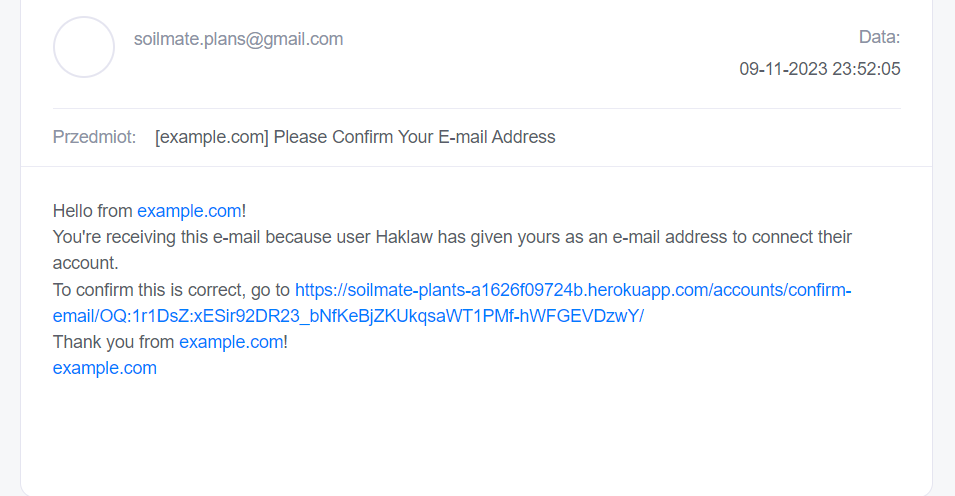 soilmate.plans@gmail.com
Data:
09-11-2023 23:52:05
Przedmiot: [example.com] Please Confirm Your E-mail Address
Hello from example.com!
You're receiving this e-mail because user Haklaw has given yours as an e-mail address to connect their
account.
To confirm this is correct, go to https://soilmate-plants-a1626f09724b.herokuapp.com/accounts/confirm-
email/OQ:1r1DsZ:xESir92DR23_bNfKeBjZKUkqsaWT1PMf-hWFGEVDzwY/
Thank you from example.com!
example.com